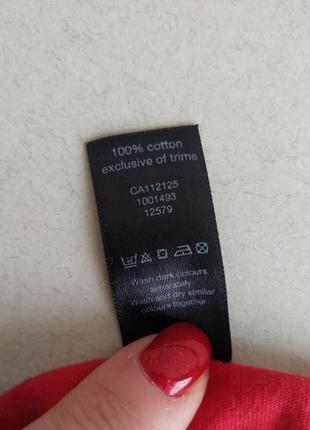 100% cotton
exclusive of trims
CA112125
1001493
12579
Wash dark colours
separately
Wash and dry similar
colours together